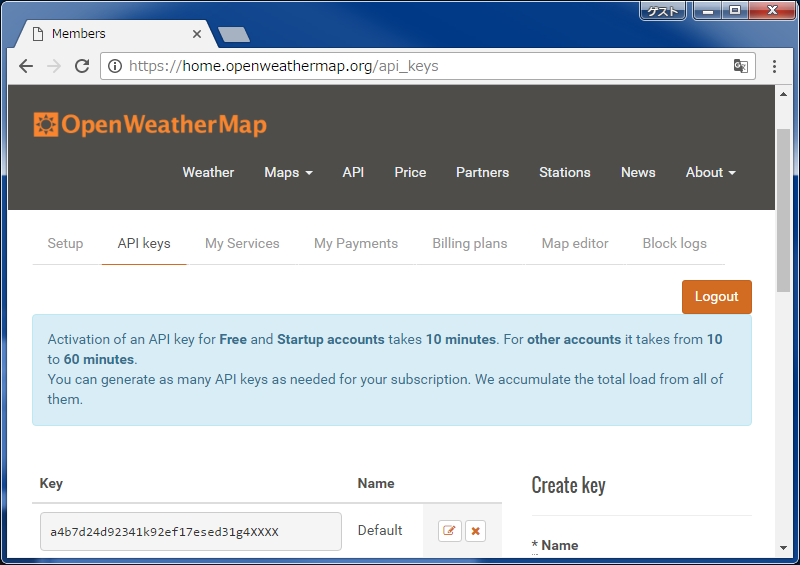 ゲスト
Members
https://home.openweathermap.org/api_keys
OpenWeatherMap
Weather Maps API Price Partners Stations News About
Setup API keys My Services My Payments Billing plans Map editor Block logs
Logout
Activation of an API key for Free and Startup accounts takes 10 minutes. For other accounts it takes from 10
to 60 minutes.
You can generate as many API keys as needed for your subscription. We accumulate the total load from all of
them.
Key Name Create key
a4b7d24d92341k92ef17esed31g4XXXX Default
* Name